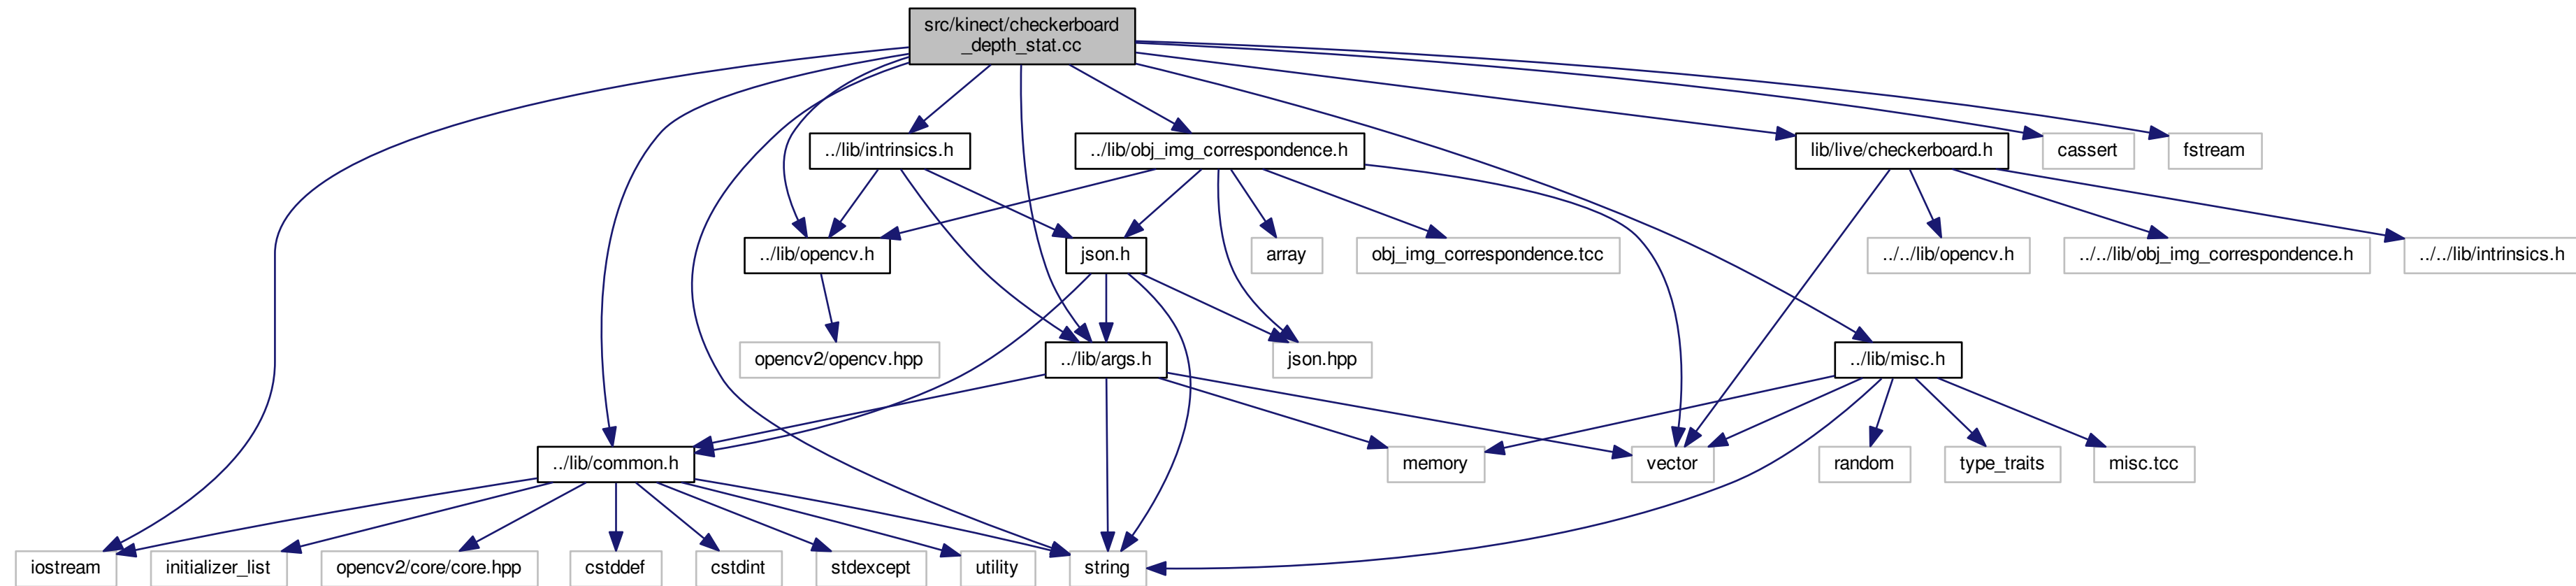 src/kinect/checkerboard
_depth_stat.cc
../lib/intrinsics.h
../lib/obj_img_correspondence.h
lib/live/checkerboard.h
cassert
fstream
../lib/opencv.h
json.h
array
obj_img_correspondence.tcc
../../lib/opencv.h
../../lib/obj_img_correspondence.h
../../lib/intrinsics.h
opencv2/opencv.hpp
../lib/args.h
json.hpp
../lib/misc.h
../lib/common.h
memory
vector
random
type_traits
misc.tcc
iostream
initializer_list
opencv2/core/core.hpp
cstddef
cstdint
stdexcept
utility
string